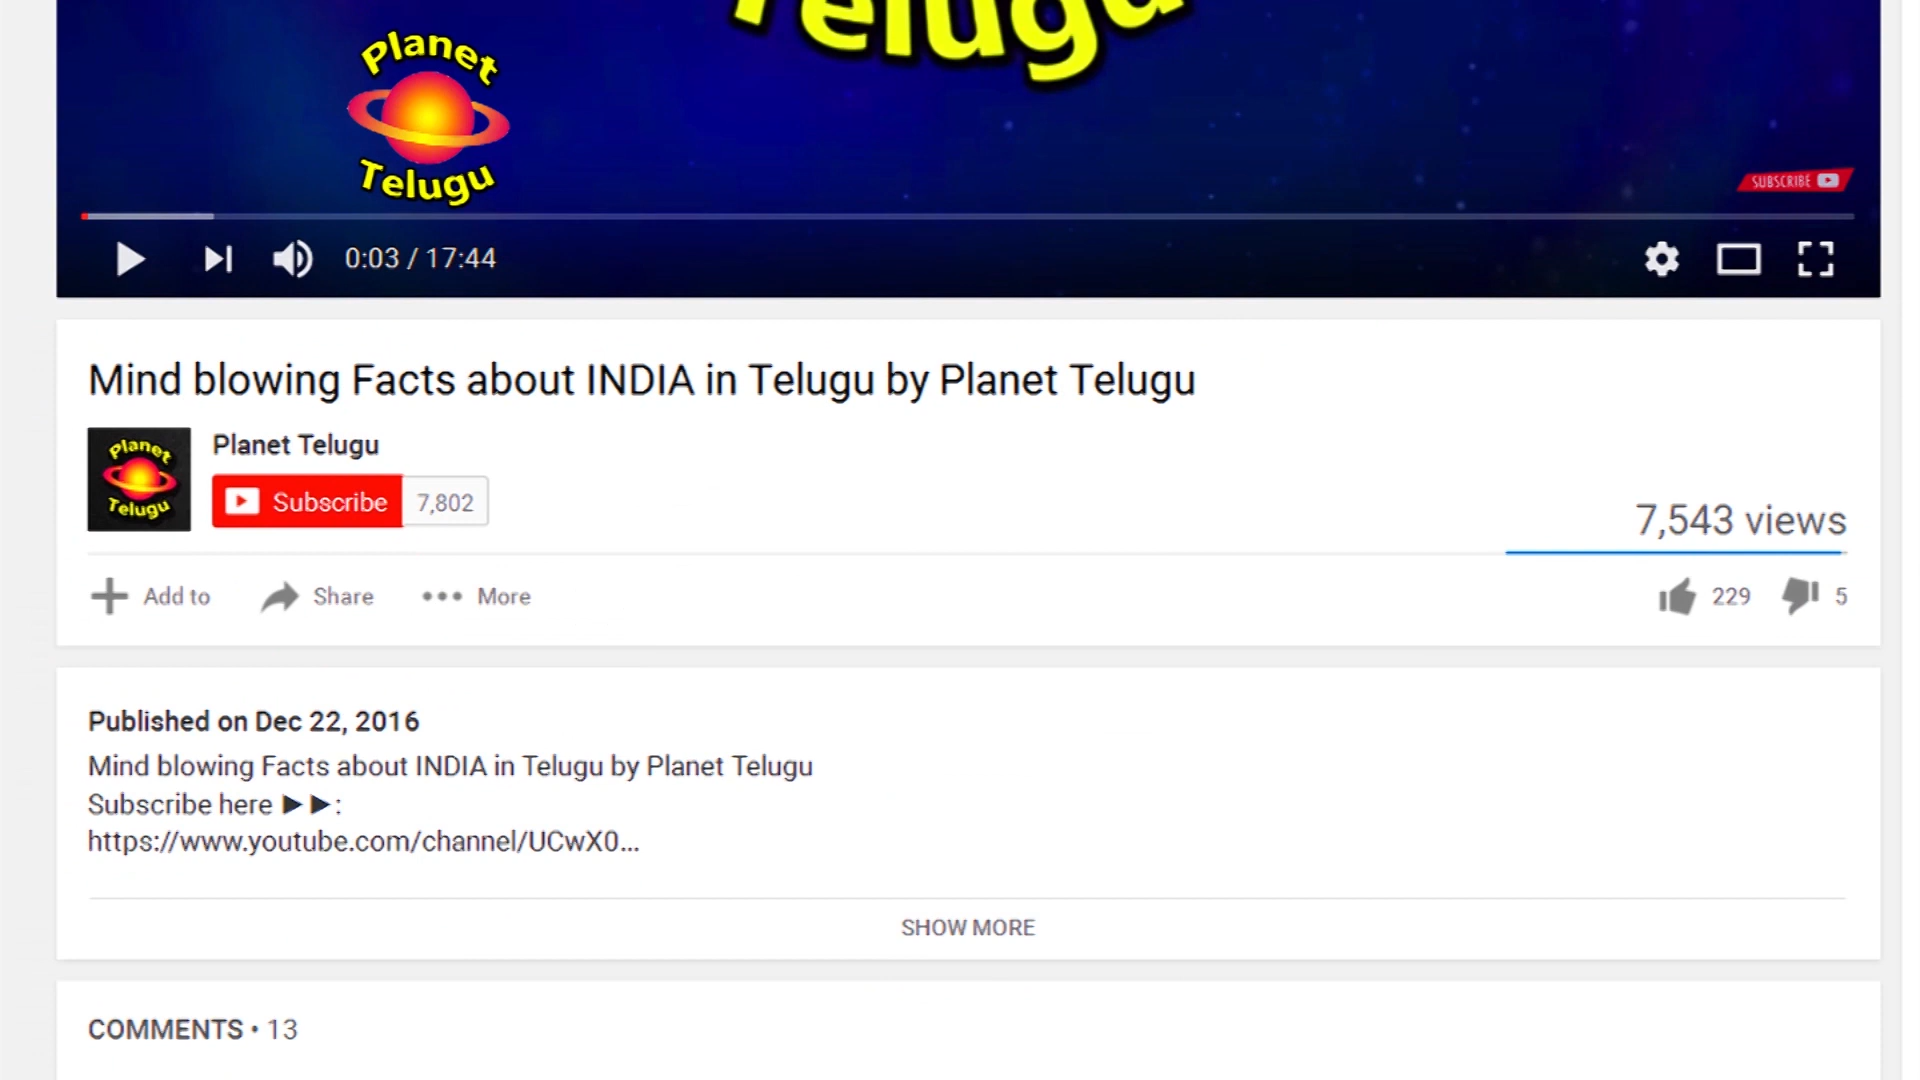 Telugu
Planet
Telugu
SUBSCRIBE
0:03 / 17:44
Mind blowing Facts about INDIA in Telugu by Planet Telugu
Planet
Telugu
Planet Telugu
Subscribe 7,802
7,543 views
Add to Share More 229 5
Published on Dec 22, 2016
Mind blowing Facts about INDIA in Telugu by Planet Telugu
Subscribe here ►►:
https://www.youtube.com/channel/UCwX0...
SHOW MORE
COMMENTS • 13